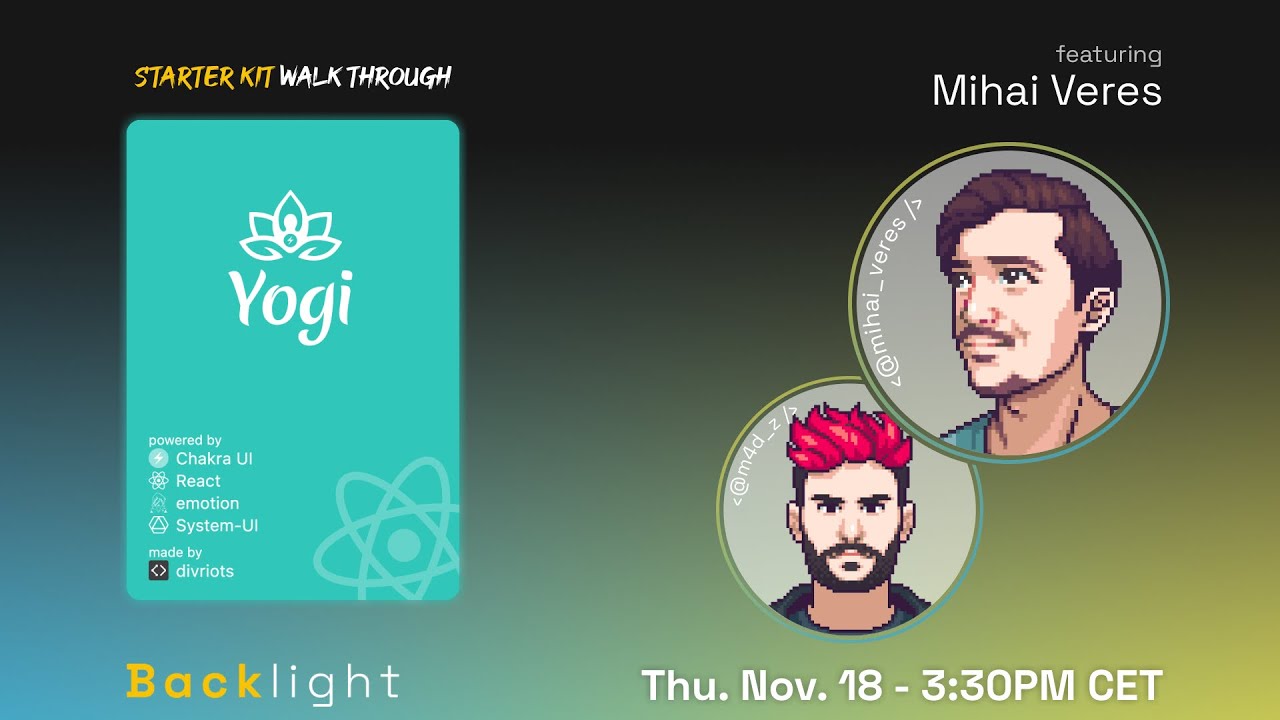 STARTER KIT WALK THROUGH
Yogi
powered by
Chakra UI
React
emotion
System-UI
made by
divriots
Backlight
featuring
Mihai Veres
<@mihai_veres />
<@m4d_z />
Thu. Nov. 18 - 3:30PM CET